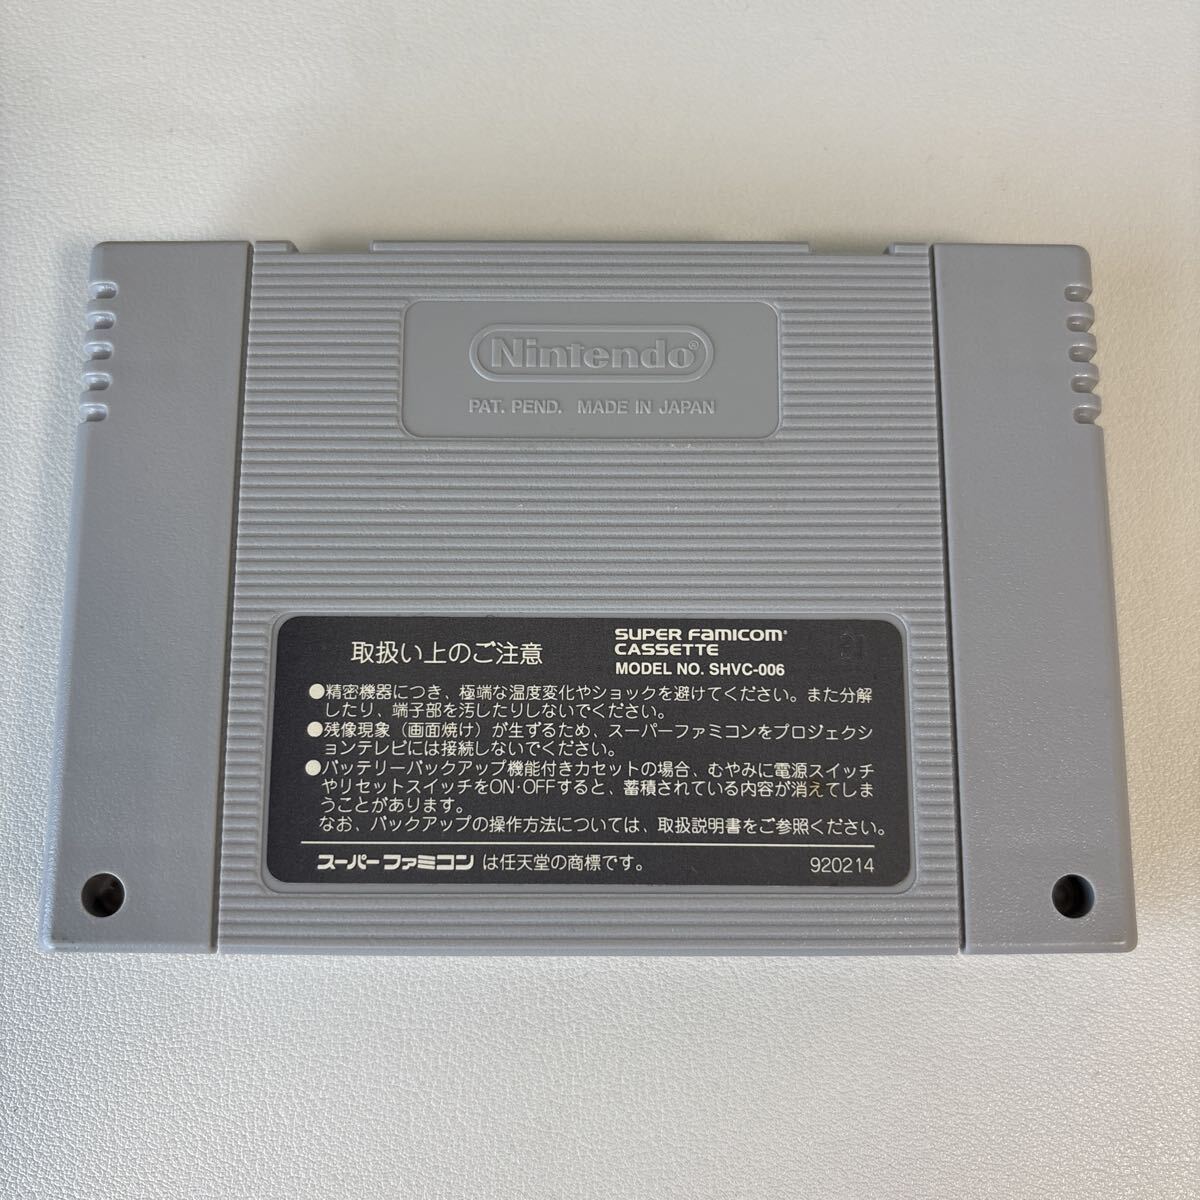 Nintendo®
PAT. PEND. MADE IN JAPAN
取扱い上のご注意
SUPER FAMICOM
CASSETTE
MODEL NO. SHVC-006
●精密機器につき、極端な温度変化やショックを避けてください。また分解
したり、端子部を汚したりしないでください。
●残像現象(画面焼け)が生ずるため、スーパーファミコンをプロジェクシ
ョンテレビには接続しないでください。
●バッテリーバックアップ機能付きカセットの場合、むやみに電源スイッチ
やリセットスイッチをON・OFFすると、蓄積されている内容が消えてしま
うことがあります。
なお、バックアップの操作方法については、取扱説明書をご参照ください。
スーパーファミコン は任天堂の商標です。
920214